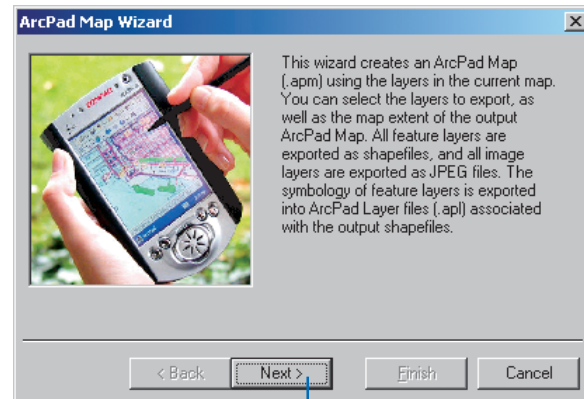 ArcPad Map Wizard
This wizard creates an ArcPad Map
(.apm) using the layers in the current map.
You can select the layers to export, as
well as the map extent of the output
ArcPad Map. All feature layers are
exported as shapefiles, and all image
layers are exported as JPEG files. The
symbology of feature layers is exported
into ArcPad Layer files (.apl) associated
with the output shapefiles.
< Back
Next >
Finish
Cancel